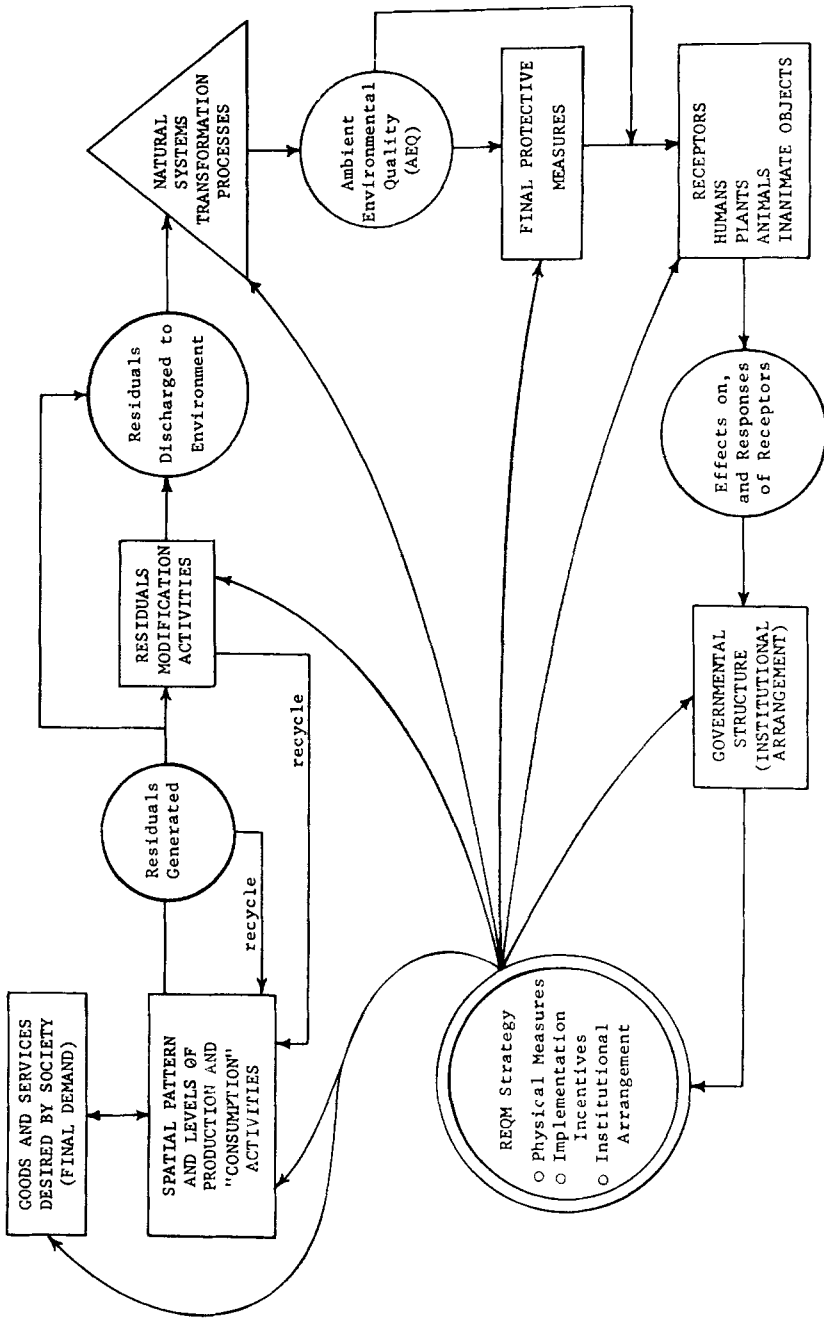 GOODS AND SERVICES
DESIRED BY SOCIETY
(FINAL DEMAND)
SPATIAL PATTERN
AND LEVELS OF
PRODUCTION AND
"CONSUMPTION"
ACTIVITIES
Residuals
Generated
recycle
recycle
RESIDUALS
MODIFICATION
ACTIVITIES
Residuals
Discharged to
Environment
NATURAL
SYSTEMS
TRANSFORMATION
PROCESSES
Ambient
Environmental
Quality
(AEQ)
FINAL PROTECTIVE
MEASURES
RECEPTORS
HUMANS
PLANTS
ANIMALS
INANIMATE OBJECTS
Effects on,
and Responses
of Receptors
GOVERNMENTAL
STRUCTURE
(INSTITUTIONAL
ARRANGEMENT)
REQM Strategy
○ Physical Measures
○ Implementation
Incentives
○ Institutional
Arrangement